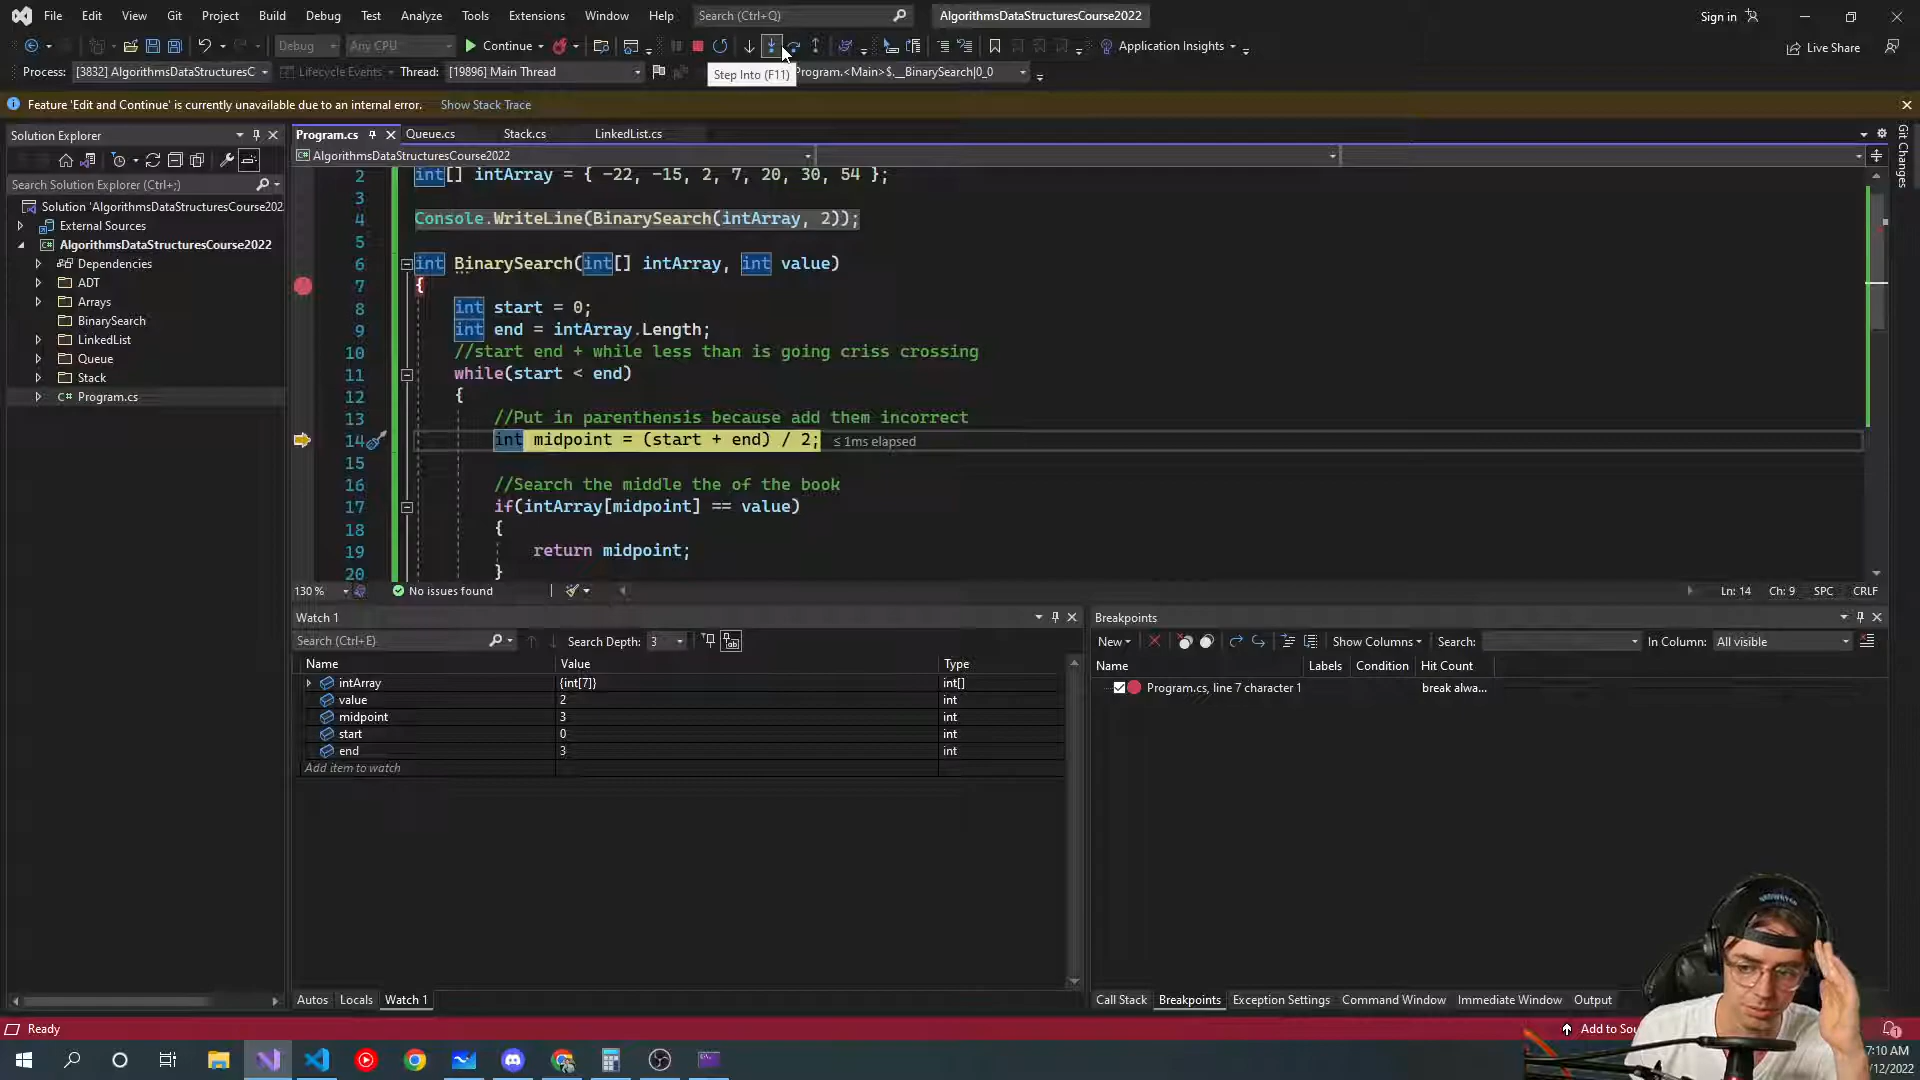 File Edit View Git Project Build Debug Test Analyze Tools Extensions Window Help Search (Ctrl+Q) AlgorithmsDataStructuresCourse2022 Sign in
Debug Any CPU Continue Application Insights Live Share
Process: [3832] AlgorithmsDataStructuresC Lifecycle Events Thread: [19896] Main Thread Step Into (F11) Program.<Main>$.__BinarySearch|0_0
Feature 'Edit and Continue' is currently unavailable due to an internal error. Show Stack Trace
Solution Explorer
Search Solution Explorer (Ctrl+;)
Solution 'AlgorithmsDataStructuresCourse202
External Sources
AlgorithmsDataStructuresCourse2022
Dependencies
ADT
Arrays
BinarySearch
LinkedList
Queue
Stack
C# Program.cs
Program.cs Queue.cs Stack.cs LinkedList.cs
AlgorithmsDataStructuresCourse2022
2 int[] intArray = { -22, -15, 2, 7, 20, 30, 54 };
3
4 Console.WriteLine(BinarySearch(intArray, 2));
5
6 int BinarySearch(int[] intArray, int value)
7 {
8 int start = 0;
9 int end = intArray.Length;
10 //start end + while less than is going criss crossing
11 while(start < end)
12 {
13 //Put in parenthensis because add them incorrect
14 int midpoint = (start + end) / 2; ≤ 1ms elapsed
15
16 //Search the middle the of the book
17 if(intArray[midpoint] == value)
18 {
19 return midpoint;
20 }
130 % No issues found Ln: 14 Ch: 9 SPC CRLF
Git Changes
Watch 1
Search (Ctrl+E) Search Depth: 3
Name Value Type
intArray {int[7]} int[]
value 2 int
midpoint 3 int
start 0 int
end 3 int
Add item to watch
Autos Locals Watch 1
Breakpoints
New Show Columns Search: In Column: All visible
Name Labels Condition Hit Count
Program.cs, line 7 character 1 break alwa...
Call Stack Breakpoints Exception Settings Command Window Immediate Window Output
Ready Add to Sou
1
7:10 AM
/12/2022